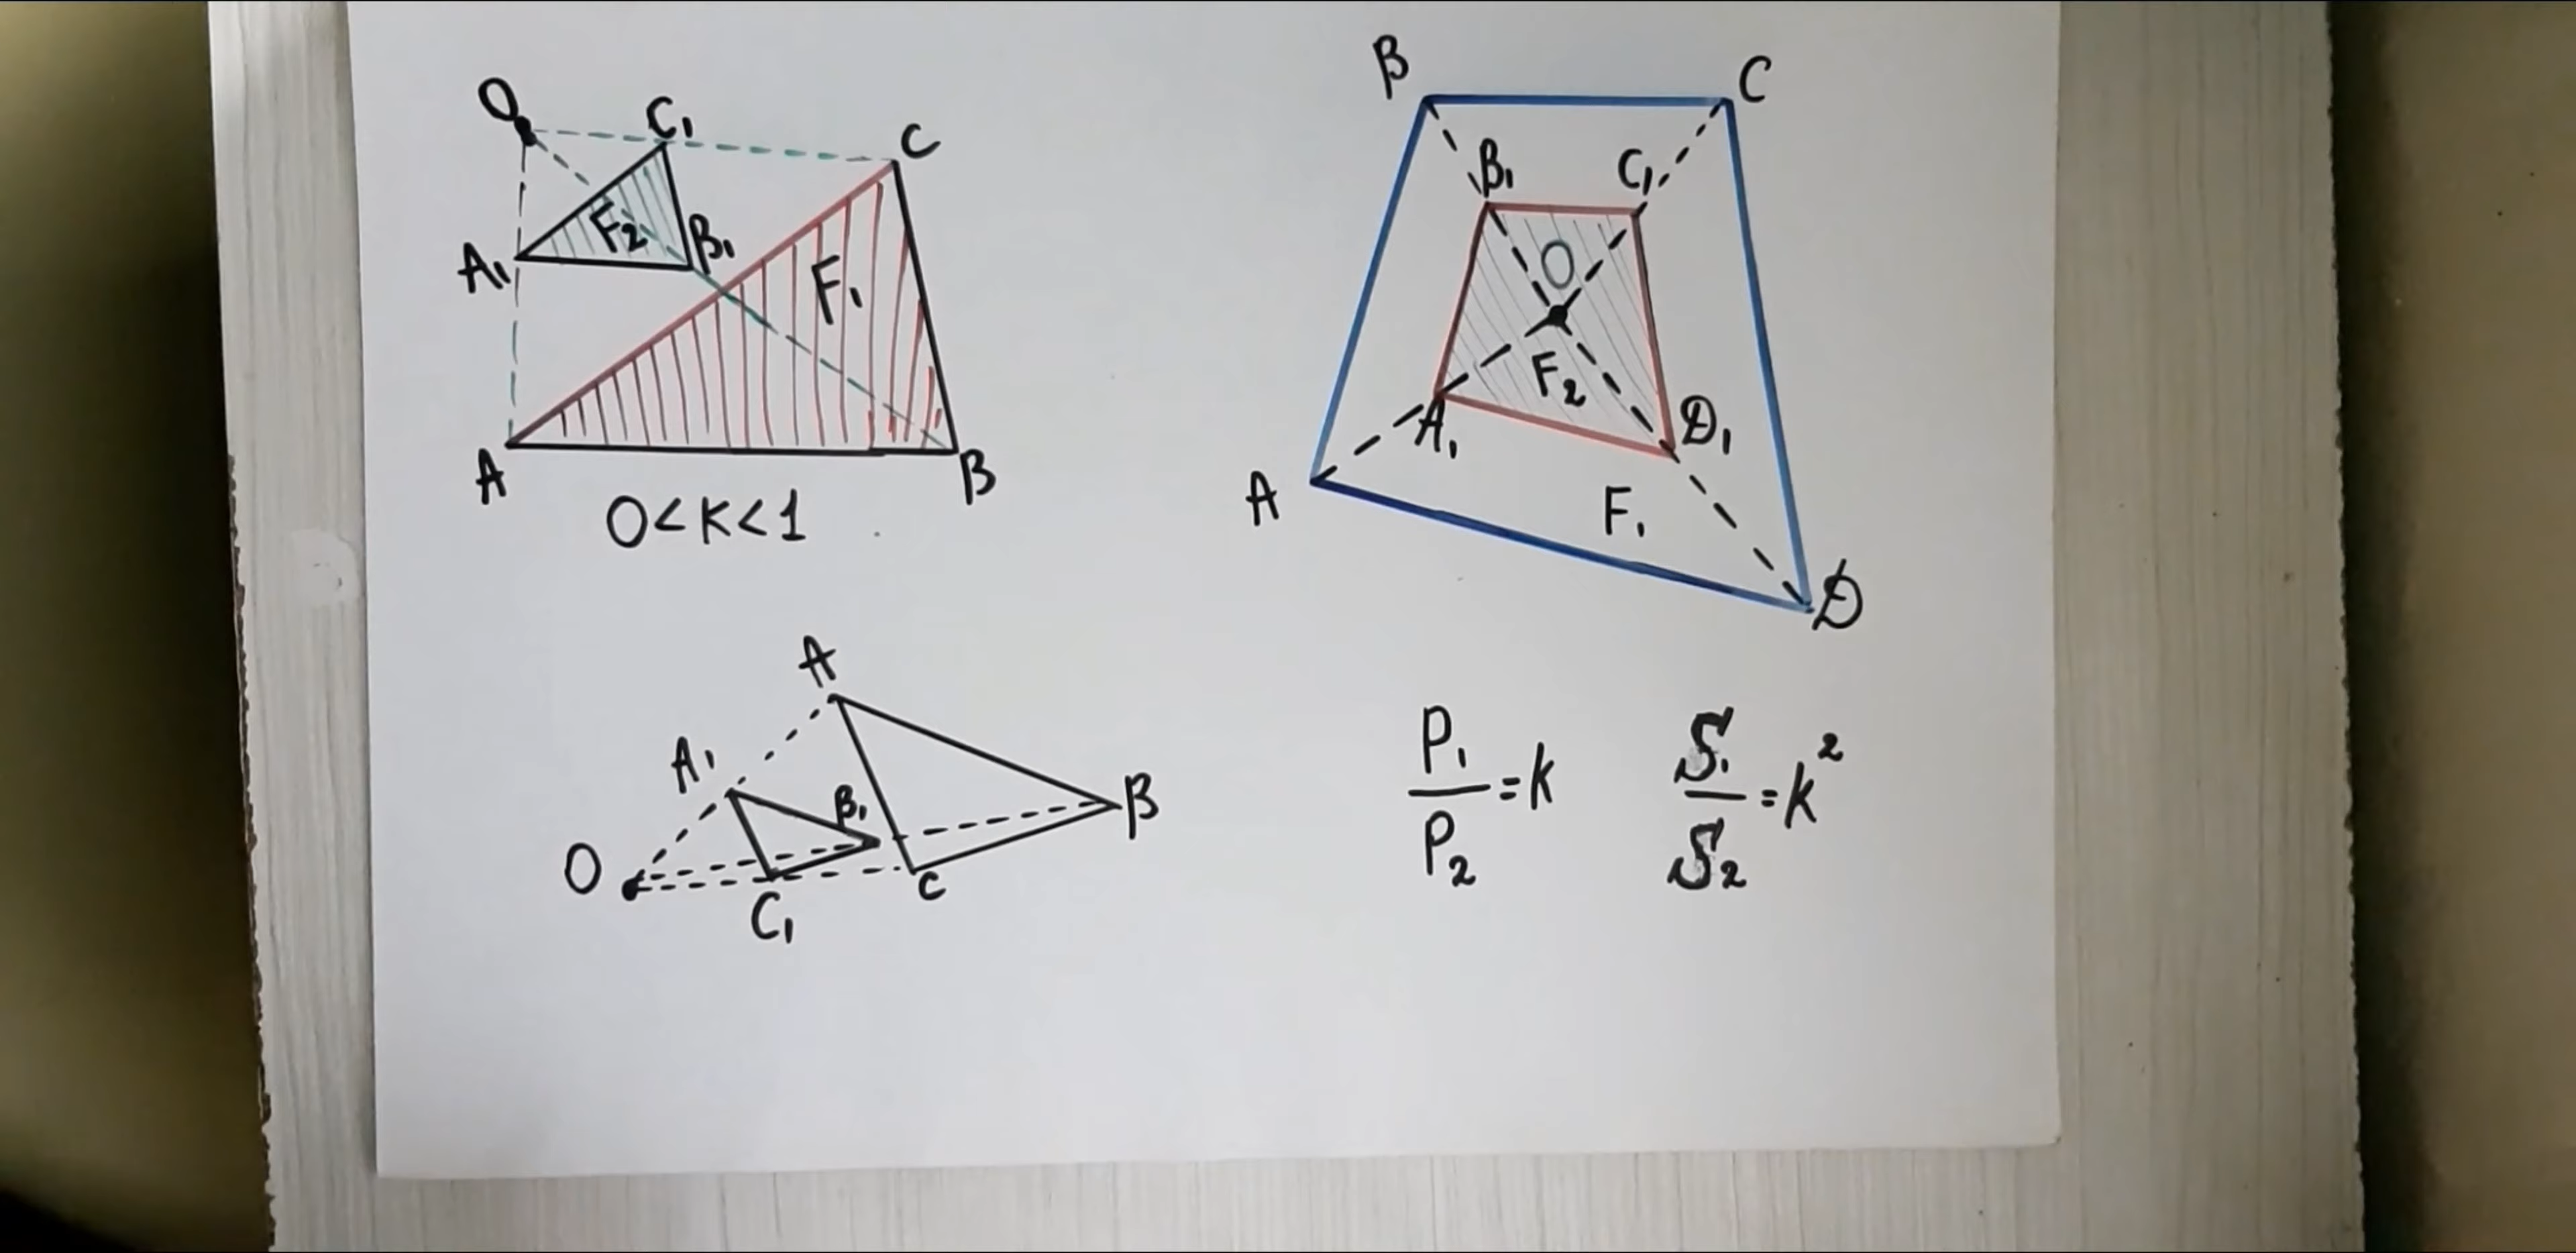 O
C₁
C
F₂
B₁
A₁
F₁
A
B
0<k<1
B
C
B₁
C₁
O
F₂
A₁
D₁
A
F₁
D
A
A₁
B₁
B
O
C₁
C
P₁/P₂=k
S₁/S₂=k²